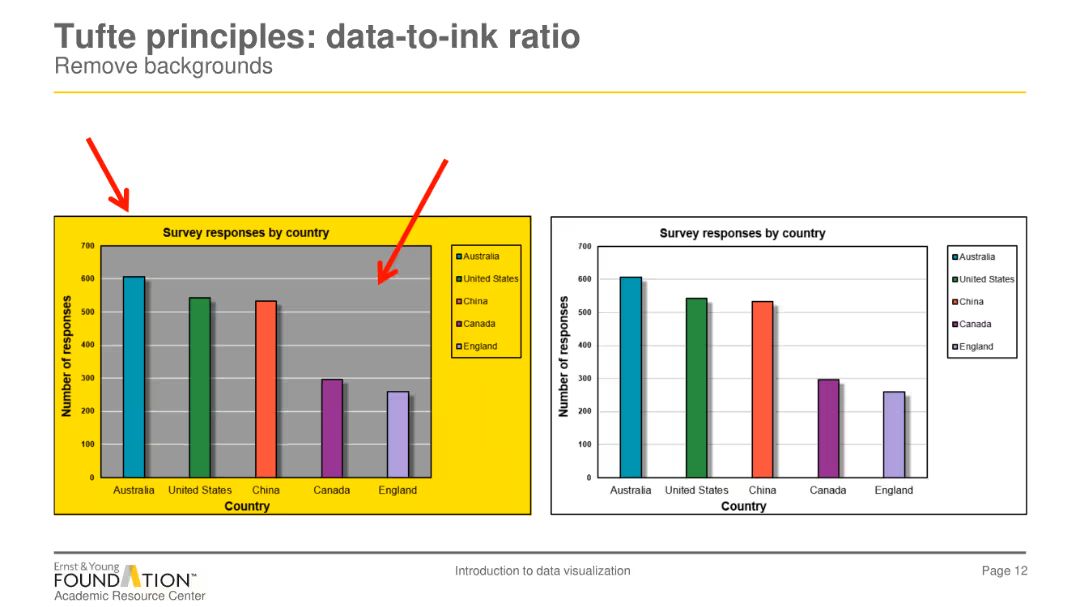 Tufte principles: data-to-ink ratio
Remove backgrounds
Survey responses by country
700
600
500
400
300
200
100
0
Number of responses
Australia United States China Canada England
Country
Australia
United States
China
Canada
England
Survey responses by country
700
600
500
400
300
200
100
0
Number of responses
Australia United States China Canada England
Country
Australia
United States
China
Canada
England
Ernst & Young
FOUNDATION™
Academic Resource Center
Introduction to data visualization
Page 12